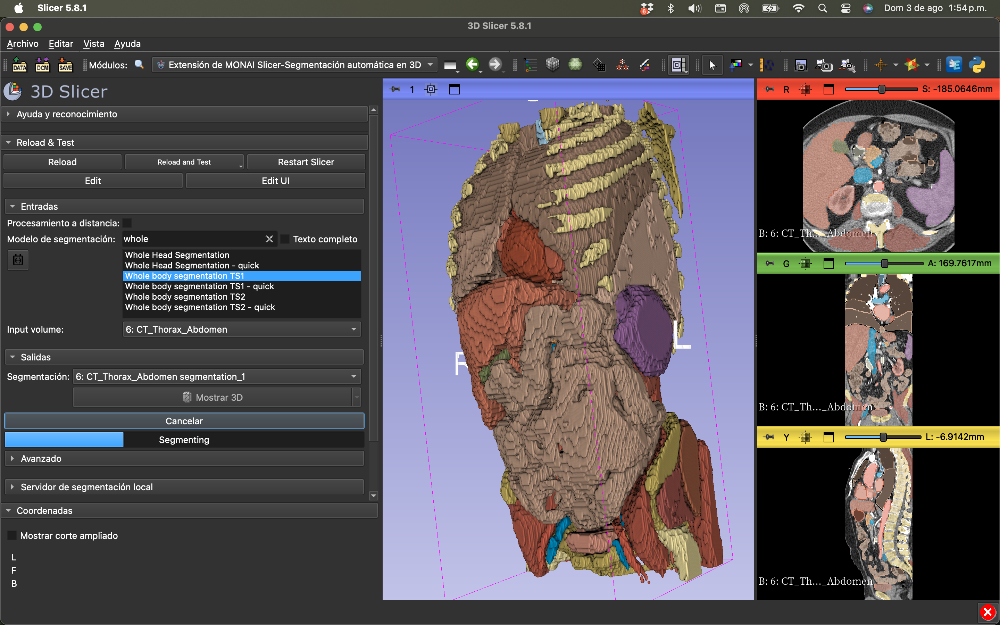 Slicer 5.8.1
6
Dom 3 de ago 1:54 p.m.
3D Slicer 5.8.1
Archivo Editar Vista Ayuda
DATA DCM SAVE Módulos: Extensión de MONAI Slicer-Segmentación automática en 3D
3D Slicer
Ayuda y reconocimiento
Reload & Test
Reload Reload and Test Restart Slicer
Edit Edit UI
Entradas
Procesamiento a distancia:
Modelo de segmentación: whole Texto completo
Whole Head Segmentation
Whole Head Segmentation - quick
Whole body segmentation TS1
Whole body segmentation TS1 - quick
Whole body segmentation TS2
Whole body segmentation TS2 - quick
Input volume: 6: CT_Thorax_Abdomen
Salidas
Segmentación: 6: CT_Thorax_Abdomen segmentation_1
Mostrar 3D
Cancelar
Segmenting
Avanzado
Servidor de segmentación local
Coordenadas
Mostrar corte ampliado
L
F
B
1
R
L
R S: -185.0646mm
B: 6: CT_Th..._Abdomen
G A: 169.7617mm
B: 6: CT_Th..._Abdomen
Y L: -6.9142mm
B: 6: CT_Th..._Abdomen